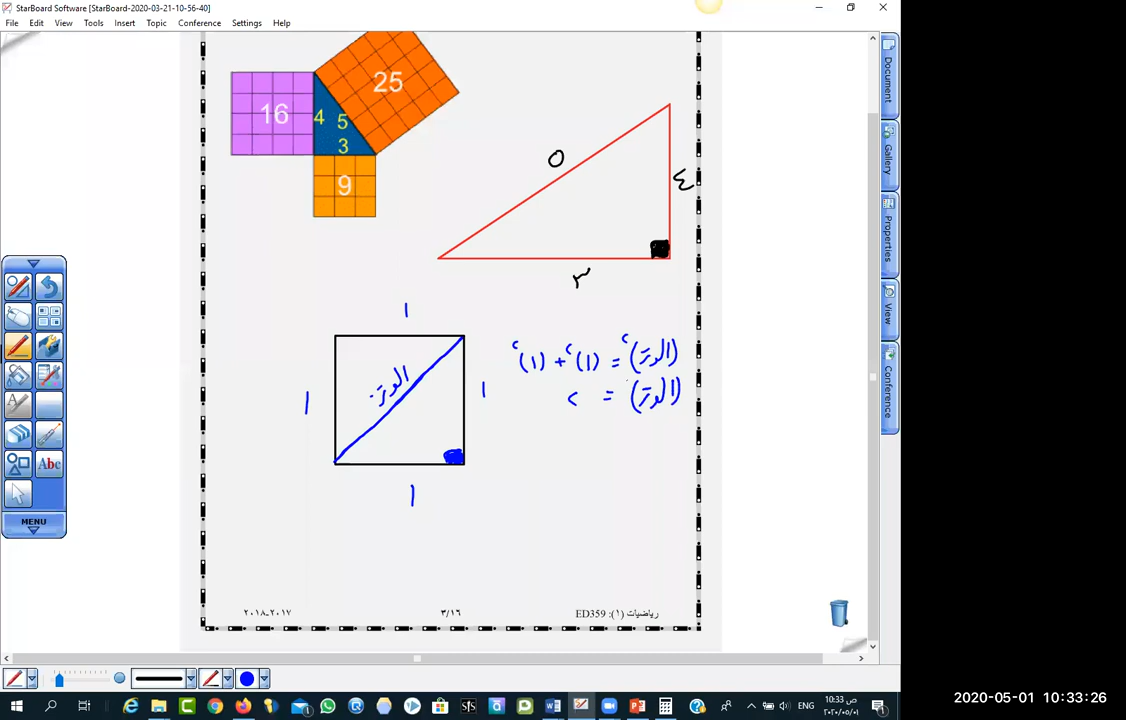 StarBoard Software [StarBoard-2020-03-21-10-56-40]
File Edit View Tools Insert Topic Conference Settings Help
Document
Properties
Gallery
View
Conference
25
16
4
5
3
9
٥
٤
٣
١
١
الوتر
١
١
(الوتر)٢ = (١)٢ + (١)٢
(الوتر) = ٢
Abc
MENU
رياضيات (١): ED359
٣/١٦
٢٠١٧-٢٠١٨
10:33 ص
٢٠٢٠/٠٥/٠١
2020-05-01 10:33:26